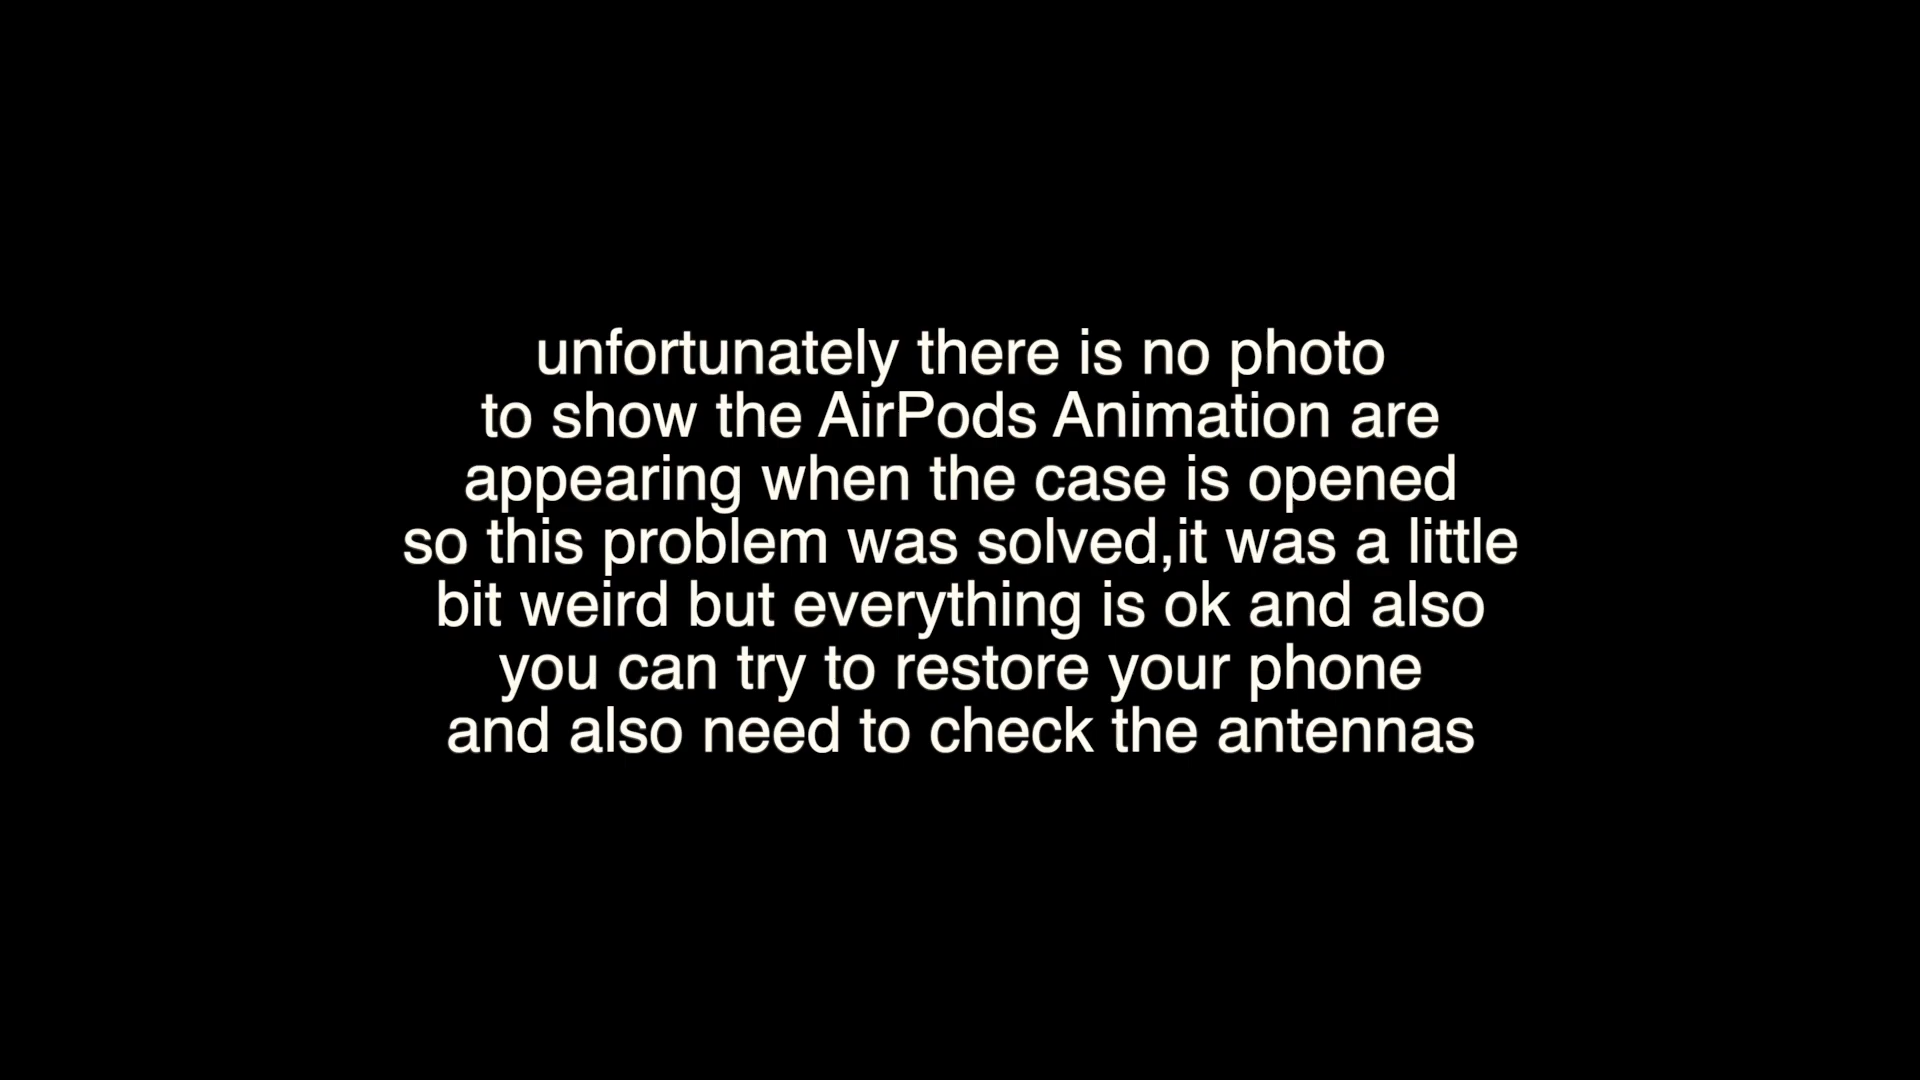 unfortunately there is no photo
to show the AirPods Animation are
appearing when the case is opened
so this problem was solved,it was a little
bit weird but everything is ok and also
you can try to restore your phone
and also need to check the antennas